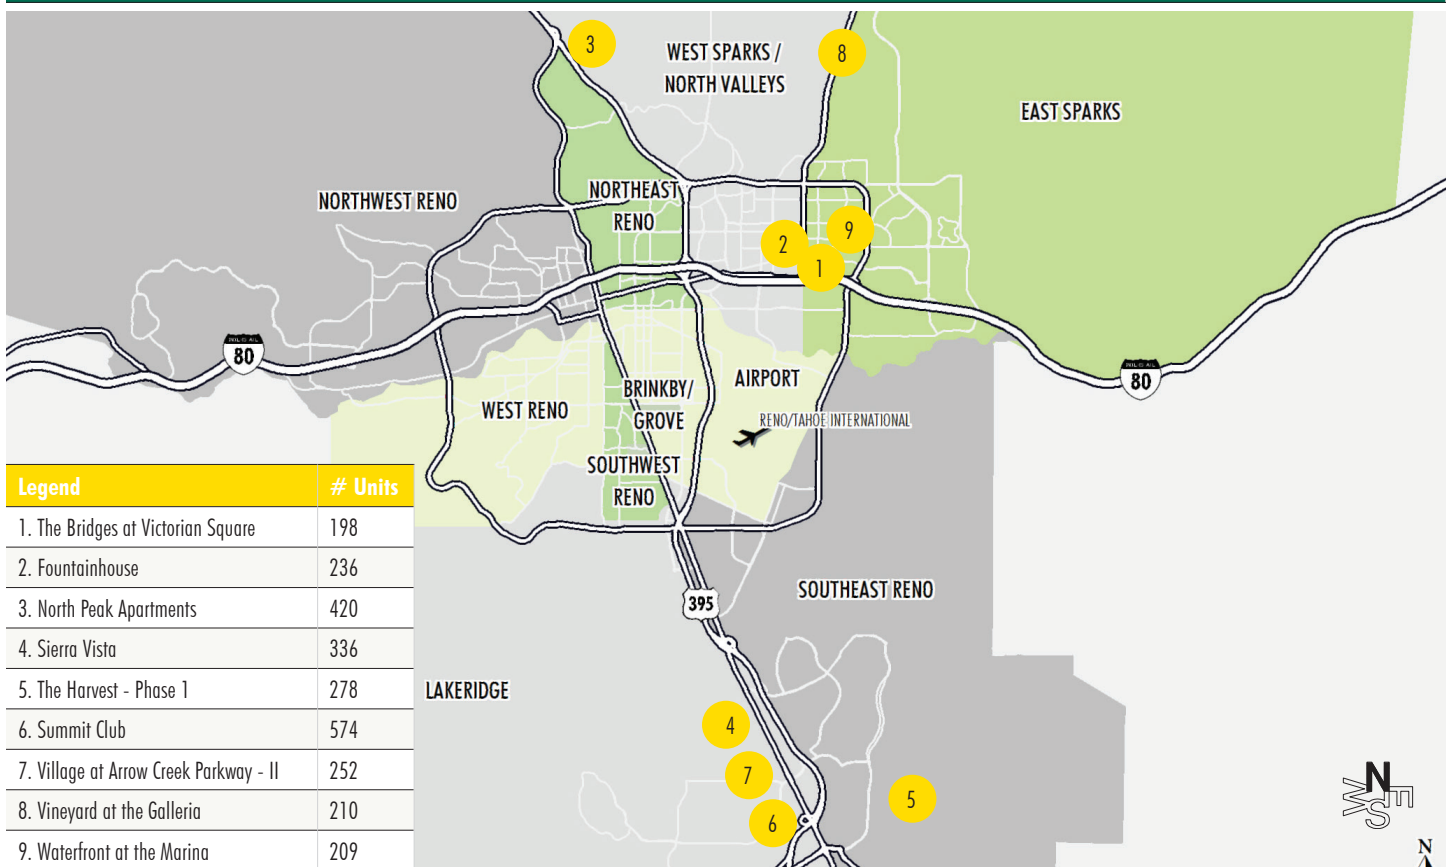 3
WEST SPARKS /
NORTH VALLEYS
8
EAST SPARKS
NORTHWEST RENO
NORTHEAST
RENO
2
9
1
80
80
WEST RENO
BRINKBY/
GROVE
AIRPORT
RENO/TAHOE INTERNATIONAL
SOUTHWEST
RENO
395
SOUTHEAST RENO
LAKERIDGE
4
7
6
5
Legend # Units
1. The Bridges at Victorian Square 198
2. Fountainhouse 236
3. North Peak Apartments 420
4. Sierra Vista 336
5. The Harvest - Phase 1 278
6. Summit Club 574
7. Village at Arrow Creek Parkway - II 252
8. Vineyard at the Galleria 210
9. Waterfront at the Marina 209
N
W
E
S
N